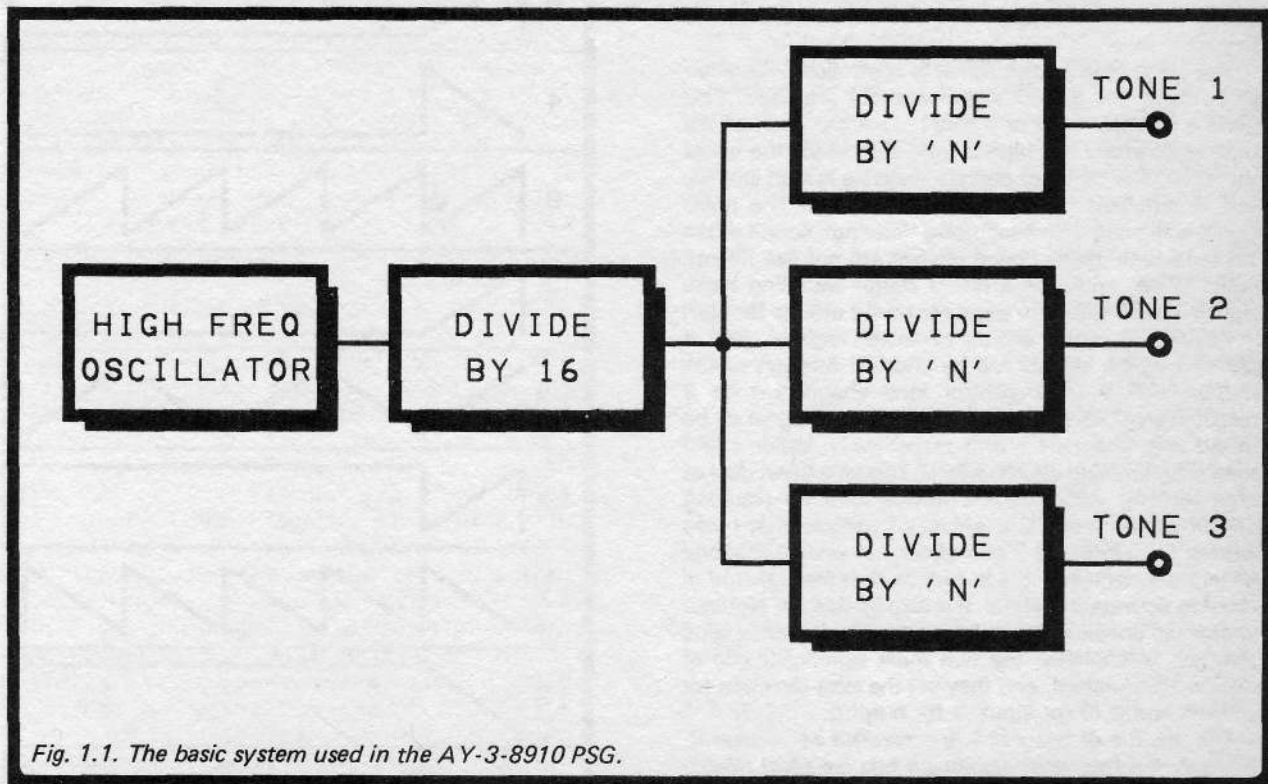 DIVIDE
BY 'N'
TONE 1
HIGH FREQ
OSCILLATOR
DIVIDE
BY 16
DIVIDE
BY 'N'
TONE 2
DIVIDE
BY 'N'
TONE 3
Fig. 1.1. The basic system used in the AY-3-8910 PSG.